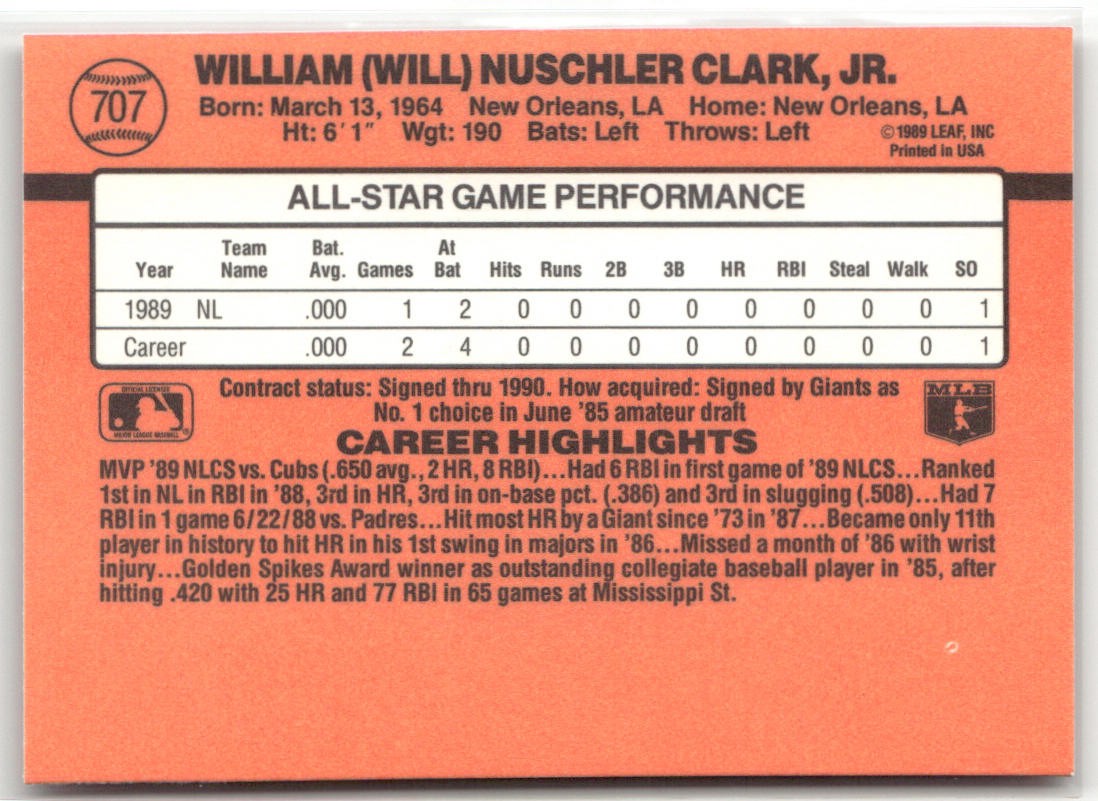 707
WILLIAM (WILL) NUSCHLER CLARK, JR.
Born: March 13, 1964 New Orleans, LA Home: New Orleans, LA
Ht: 6' 1" Wgt: 190 Bats: Left Throws: Left
© 1989 LEAF, INC
Printed in USA
ALL-STAR GAME PERFORMANCE
Year Team Name Bat. Avg. Games At Bat Hits Runs 2B 3B HR RBI Steal Walk SO
1989 NL .000 1 2 0 0 0 0 0 0 0 0 1
Career .000 2 4 0 0 0 0 0 0 0 0 1
OFFICIAL LICENSEE
MAJOR LEAGUE BASEBALL
Contract status: Signed thru 1990. How acquired: Signed by Giants as
No. 1 choice in June '85 amateur draft
MLB
CAREER HIGHLIGHTS
MVP '89 NLCS vs. Cubs (.650 avg., 2 HR, 8 RBI)...Had 6 RBI in first game of '89 NLCS...Ranked
1st in NL in RBI in '88, 3rd in HR, 3rd in on-base pct. (.386) and 3rd in slugging (.508)...Had 7
RBI in 1 game 6/22/88 vs. Padres...Hit most HR by a Giant since '73 in '87...Became only 11th
player in history to hit HR in his 1st swing in majors in '86...Missed a month of '86 with wrist
injury...Golden Spikes Award winner as outstanding collegiate baseball player in '85, after
hitting .420 with 25 HR and 77 RBI in 65 games at Mississippi St.